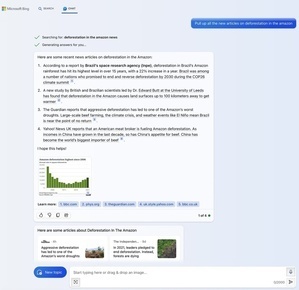 Microsoft Bing
SEARCH
CHAT
Pull up all the new articles on deforestation in the amazon
Searching for: deforestation in the amazon news
Generating answers for you...
Here are some news articles about deforestation in the Amazon:
1. According to a report by Brazil's space research agency (Inpe), deforestation in Brazil's Amazon
rainforest has hit its highest level in over 15 years, with a 22% increase in a year. Brazil was among
a number of nations who promised to end and reverse deforestation by 2030 during the COP26
climate summit
2. A new study by British and Brazilian scientists led by Dr. Edward Butt at the University of Leeds
has found that deforestation in the Amazon causes land surfaces up to 100 kilometers away to get
warmer
3. The Guardian reports that aggressive deforestation has led to one of the Amazon's worst
droughts. Large-scale beef farming, the climate crisis, and weather events like El Niño mean Brazil
is near the point of no return
4. Yahoo! News UK reports that an American meat broker is fueling Amazon deforestation. As
incomes in China have grown in the last decade, so has China's appetite for beef. China has
become the world's biggest importer of beef
I hope this helps!
Learn more: 1. bbc.com 2. phys.org 3. theguardian.com 4. uk.news.yahoo.com 5. bbc.co.uk
1 of 6
Here are some articles about Deforestation in The Amazon:
Aggressive deforestation
has led to one of the
Amazon's worst droughts
The Independen...
In 2021, leaders pledged to
end deforestation. Instead,
forests are dying
New topic
Start typing here or drag & drop an image...